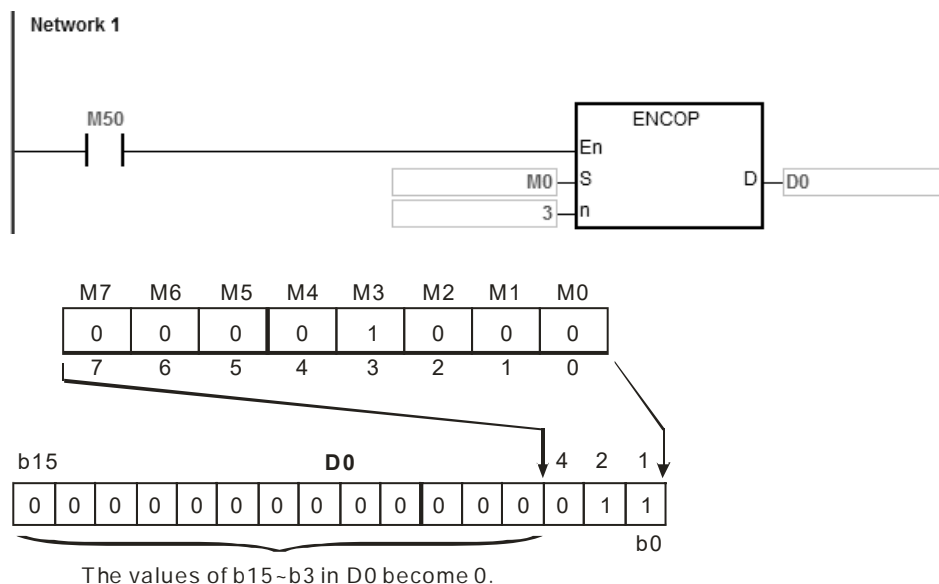 Network 1
M50
ENCOP
En
M0 S D D0
3 n
M7 M6 M5 M4 M3 M2 M1 M0
0 0 0 0 1 0 0 0
7 6 5 4 3 2 1 0
b15 D0 4 2 1
0 0 0 0 0 0 0 0 0 0 0 0 0 0 1 1
b0
The values of b15~b3 in D0 become 0.